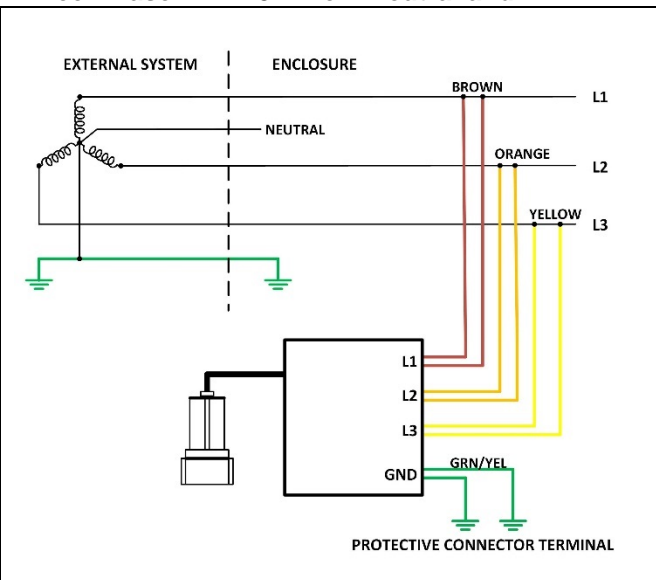 EXTERNAL SYSTEM
ENCLOSURE
BROWN
L1
NEUTRAL
ORANGE
L2
YELLOW
L3
L1
L2
L3
GRN/YEL
GND
PROTECTIVE CONNECTOR TERMINAL